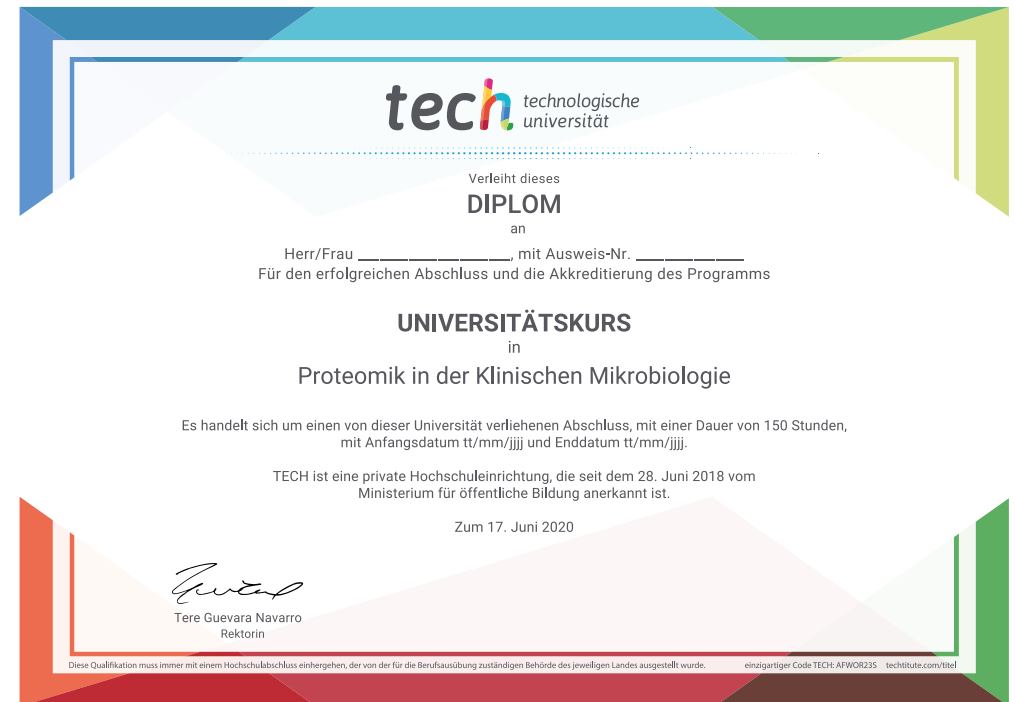 tech technologische
universität
Verleiht dieses
DIPLOM
an
Herr/Frau ____________________, mit Ausweis-Nr. ______________
Für den erfolgreichen Abschluss und die Akkreditierung des Programms
UNIVERSITÄTSKURS
in
Proteomik in der Klinischen Mikrobiologie
Es handelt sich um einen von dieser Universität verliehenen Abschluss, mit einer Dauer von 150 Stunden,
mit Anfangsdatum tt/mm/jjjj und Enddatum tt/mm/jjjj.
TECH ist eine private Hochschuleinrichtung, die seit dem 28. Juni 2018 vom
Ministerium für öffentliche Bildung anerkannt ist.
Zum 17. Juni 2020
Tere Guevara Navarro
Rektorin
Diese Qualifikation muss immer mit einem Hochschulabschluss einhergehen, der von der für die Berufsausübung zuständigen Behörde des jeweiligen Landes ausgestellt wurde. einzigartiger Code TECH: AFWOR23S techtitute.com/titel